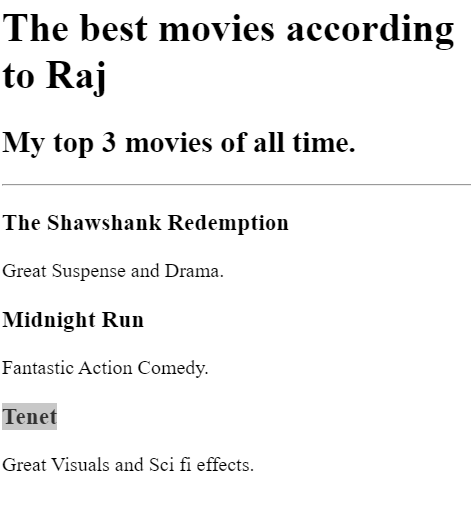 The best movies according
to Raj
My top 3 movies of all time.
The Shawshank Redemption
Great Suspense and Drama.
Midnight Run
Fantastic Action Comedy.
Tenet
Great Visuals and Sci fi effects.